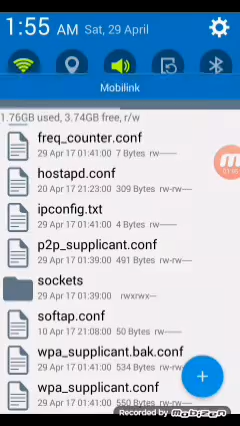 1:55 AM Sat, 29 April
Mobilink
1.76GB used, 3.74GB free, r/w
freq_counter.conf
29 Apr 17 01:41:00 7 Bytes rw-------
hostapd.conf
20 Apr 17 21:23:00 309 Bytes rw-rw----
ipconfig.txt
29 Apr 17 01:41:00 4 Bytes rw-------
p2p_supplicant.conf
29 Apr 17 01:39:00 491 Bytes rw-rw----
sockets
29 Apr 17 01:39:00 rwxrwx---
softap.conf
10 Apr 17 21:08:00 50 Bytes rw-------
wpa_supplicant.bak.conf
29 Apr 17 01:41:00 534 Bytes rw-rw----
wpa_supplicant.conf
29 Apr 17 01:41:00 550 Bytes rw-rw----
+
Recorded by Mobizen